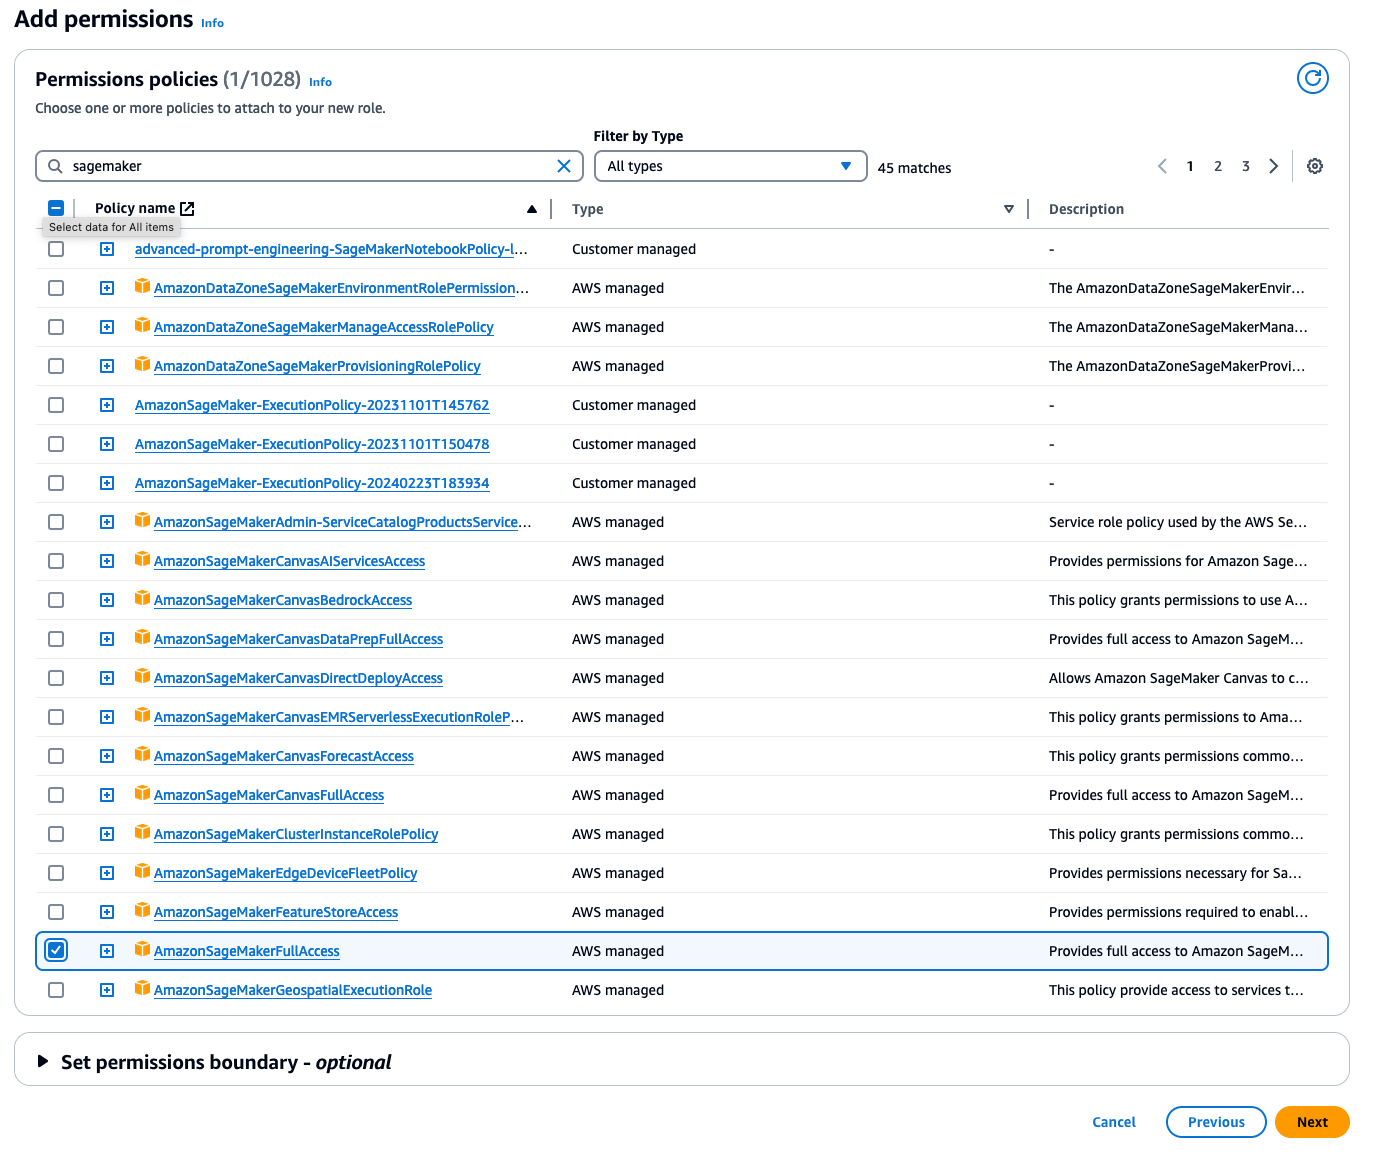 Add permissions Info
Permissions policies (1/1028) Info
Choose one or more policies to attach to your new role.
Filter by Type
sagemaker All types 45 matches 1 2 3
Policy name Type Description
Select data for All items
advanced-prompt-engineering-SageMakerNotebookPolicy-l... Customer managed -
AmazonDataZoneSageMakerEnvironmentRolePermission... AWS managed The AmazonDataZoneSageMakerEnvir...
AmazonDataZoneSageMakerManageAccessRolePolicy AWS managed The AmazonDataZoneSageMakerMana...
AmazonDataZoneSageMakerProvisioningRolePolicy AWS managed The AmazonDataZoneSageMakerProvi...
AmazonSageMaker-ExecutionPolicy-20231101T145762 Customer managed -
AmazonSageMaker-ExecutionPolicy-20231101T150478 Customer managed -
AmazonSageMaker-ExecutionPolicy-20240223T183934 Customer managed -
AmazonSageMakerAdmin-ServiceCatalogProductsService... AWS managed Service role policy used by the AWS Se...
AmazonSageMakerCanvasAIServicesAccess AWS managed Provides permissions for Amazon Sage...
AmazonSageMakerCanvasBedrockAccess AWS managed This policy grants permissions to use A...
AmazonSageMakerCanvasDataPrepFullAccess AWS managed Provides full access to Amazon SageM...
AmazonSageMakerCanvasDirectDeployAccess AWS managed Allows Amazon SageMaker Canvas to c...
AmazonSageMakerCanvasEMRServerlessExecutionRoleP... AWS managed This policy grants permissions to Ama...
AmazonSageMakerCanvasForecastAccess AWS managed This policy grants permissions commo...
AmazonSageMakerCanvasFullAccess AWS managed Provides full access to Amazon SageM...
AmazonSageMakerClusterInstanceRolePolicy AWS managed This policy grants permissions commo...
AmazonSageMakerEdgeDeviceFleetPolicy AWS managed Provides permissions necessary for Sa...
AmazonSageMakerFeatureStoreAccess AWS managed Provides permissions required to enabl...
AmazonSageMakerFullAccess AWS managed Provides full access to Amazon SageM...
AmazonSageMakerGeospatialExecutionRole AWS managed This policy provide access to services t...
Set permissions boundary - optional
Cancel Previous Next